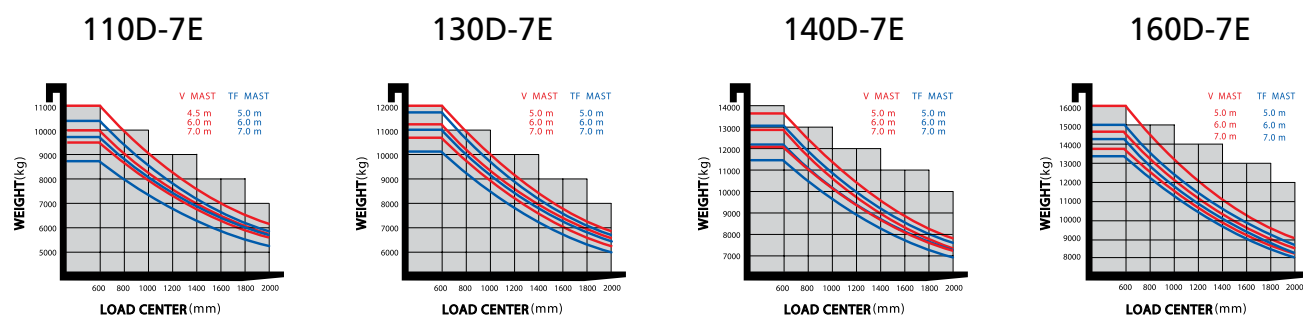 110D-7E
V MAST TF MAST
4.5 m 5.0 m
6.0 m 6.0 m
7.0 m 7.0 m
11000
10000
9000
8000
7000
6000
5000
WEIGHT(kg)
600 800 1000 1200 1400 1600 1800 2000
LOAD CENTER(mm)
130D-7E
V MAST TF MAST
5.0 m 5.0 m
6.0 m 6.0 m
7.0 m 7.0 m
12000
11000
10000
9000
8000
7000
6000
WEIGHT(kg)
600 800 1000 1200 1400 1600 1800 2000
LOAD CENTER(mm)
140D-7E
V MAST TF MAST
5.0 m 5.0 m
6.0 m 6.0 m
7.0 m 7.0 m
14000
13000
12000
11000
10000
9000
8000
7000
WEIGHT(kg)
600 800 1000 1200 1400 1600 1800 2000
LOAD CENTER(mm)
160D-7E
V MAST TF MAST
5.0 m 5.0 m
6.0 m 6.0 m
7.0 m 7.0 m
16000
15000
14000
13000
12000
11000
10000
9000
8000
WEIGHT(kg)
600 800 1000 1200 1400 1600 1800 2000
LOAD CENTER(mm)